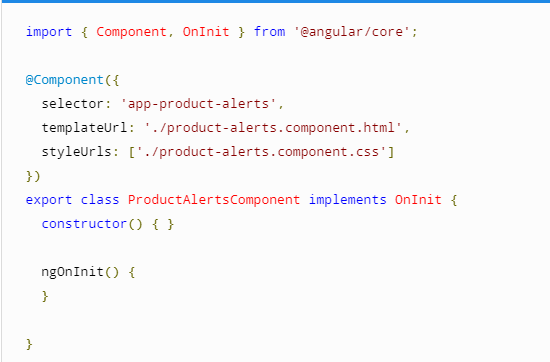 import { Component, OnInit } from '@angular/core';
@Component({
selector: 'app-product-alerts',
templateUrl: './product-alerts.component.html',
styleUrls: ['./product-alerts.component.css']
})
export class ProductAlertsComponent implements OnInit {
constructor() { }
ngOnInit() {
}
}